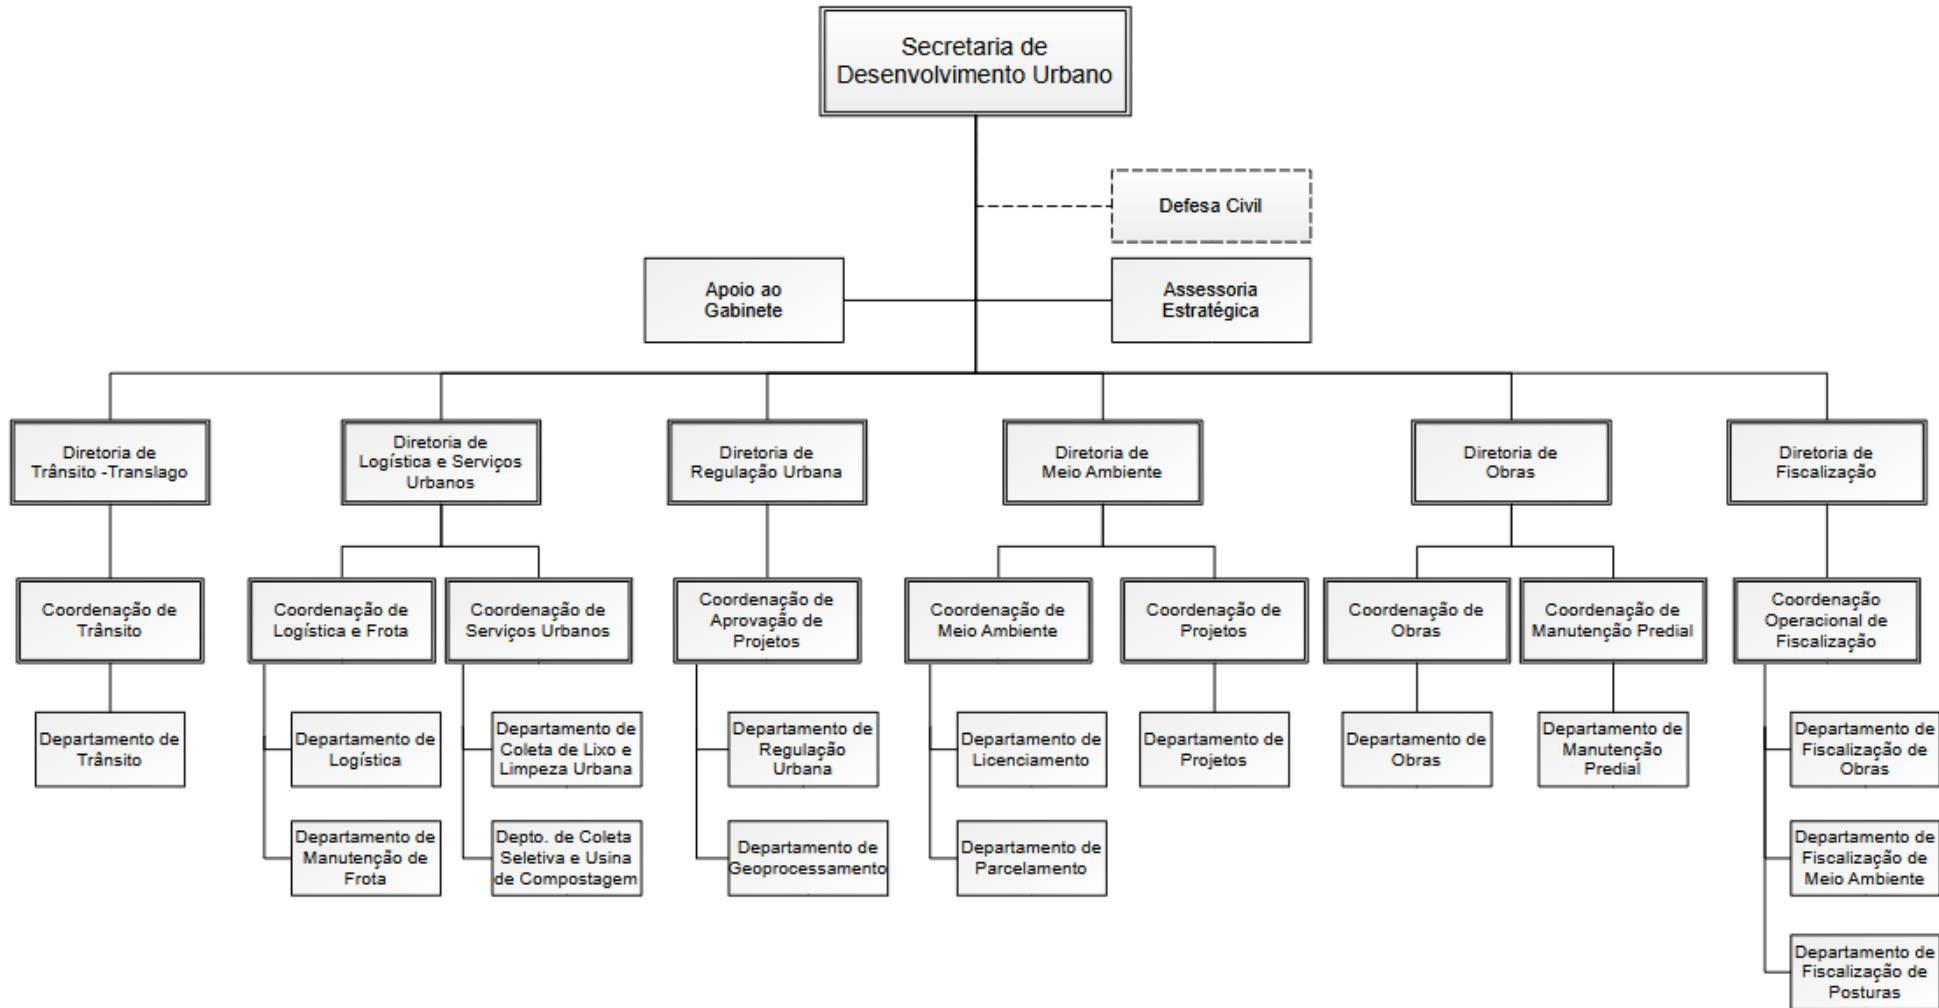 Secretaria de
Desenvolvimento Urbano
Defesa Civil
Apoio ao
Gabinete
Assessoria
Estratégica
Diretoria de
Trânsito -Translago
Diretoria de
Logística e Serviços
Urbanos
Diretoria de
Regulação Urbana
Diretoria de
Meio Ambiente
Diretoria de
Obras
Diretoria de
Fiscalização
Coordenação de
Trânsito
Coordenação de
Logística e Frota
Coordenação de
Serviços Urbanos
Coordenação de
Aprovação de
Projetos
Coordenação de
Meio Ambiente
Coordenação de
Projetos
Coordenação de
Obras
Coordenação de
Manutenção Predial
Coordenação
Operacional de
Fiscalização
Departamento de
Trânsito
Departamento de
Logística
Departamento de
Coleta de Lixo e
Limpeza Urbana
Departamento de
Regulação
Urbana
Departamento de
Licenciamento
Departamento de
Projetos
Departamento de
Obras
Departamento de
Manutenção
Predial
Departamento de
Fiscalização de
Obras
Departamento de
Manutenção de
Frota
Depto. de Coleta
Seletiva e Usina
de Compostagem
Departamento de
Geoprocessamento
Departamento de
Parcelamento
Departamento de
Fiscalização de
Meio Ambiente
Departamento de
Fiscalização de
Posturas